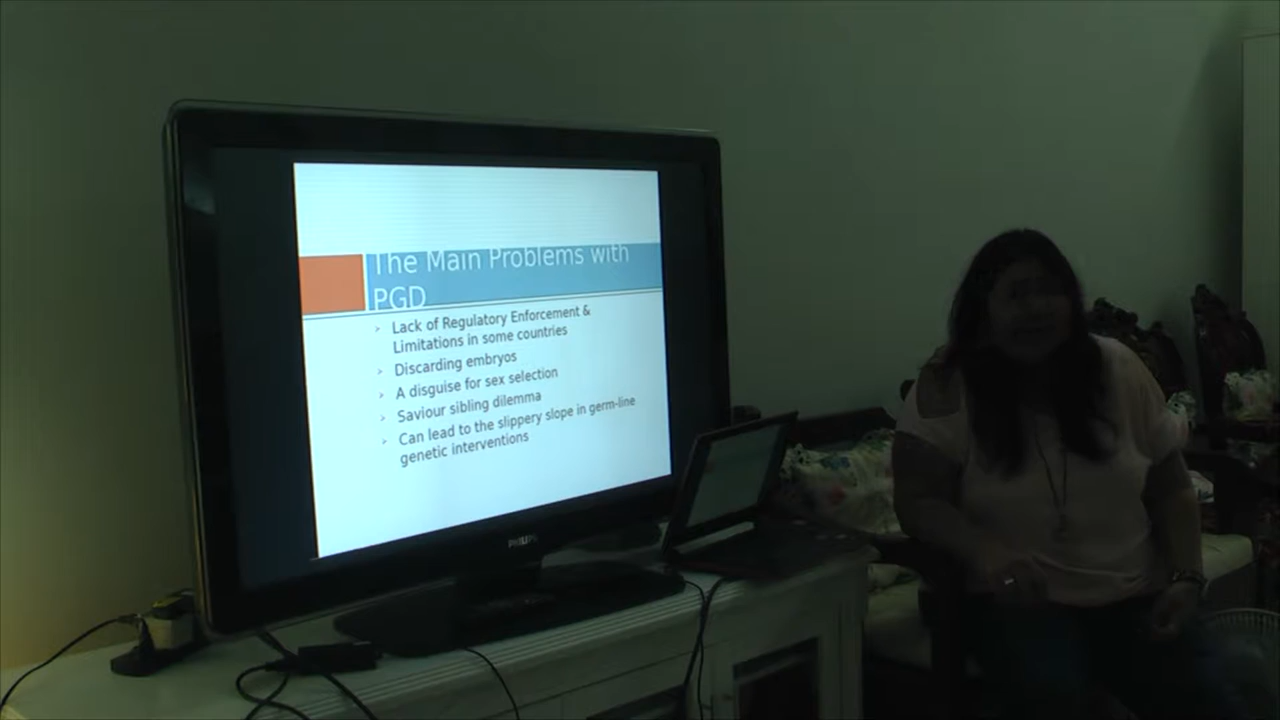 The Main Problems with
PGD
Lack of Regulatory Enforcement &
Limitations in some countries
Discarding embryos
A disguise for sex selection
Saviour sibling dilemma
Can lead to the slippery slope in germ-line
genetic interventions
PHILIPS